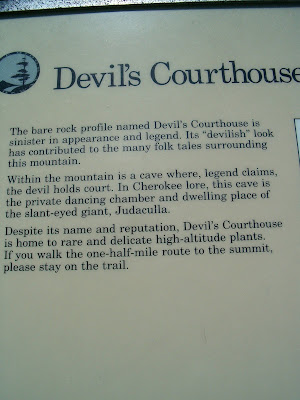 Devil's Courthouse
The bare rock profile named Devil's Courthouse is
sinister in appearance and legend. Its "devilish" look
has contributed to the many folk tales surrounding
this mountain.
Within the mountain is a cave where, legend claims,
the devil holds court. In Cherokee lore, this cave is
the private dancing chamber and dwelling place of
the slant-eyed giant, Judaculla.
Despite its name and reputation, Devil's Courthouse
is home to rare and delicate high-altitude plants.
If you walk the one-half-mile route to the summit,
please stay on the trail.